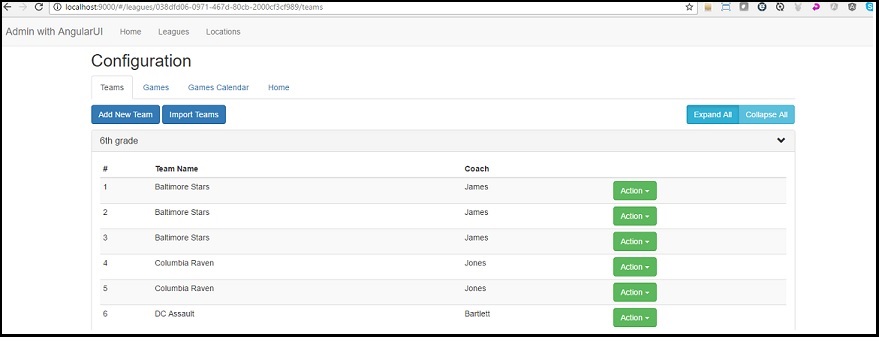 localhost:9000/#/leagues/038dfd06-0971-467d-80cb-2000cf3cf989/teams
Admin with AngularUI Home Leagues Locations
Configuration
Teams Games Games Calendar Home
Add New Team Import Teams Expand All Collapse All
6th grade
# Team Name Coach
1 Baltimore Stars James Action
2 Baltimore Stars James Action
3 Baltimore Stars James Action
4 Columbia Raven Jones Action
5 Columbia Raven Jones Action
6 DC Assault Bartlett Action